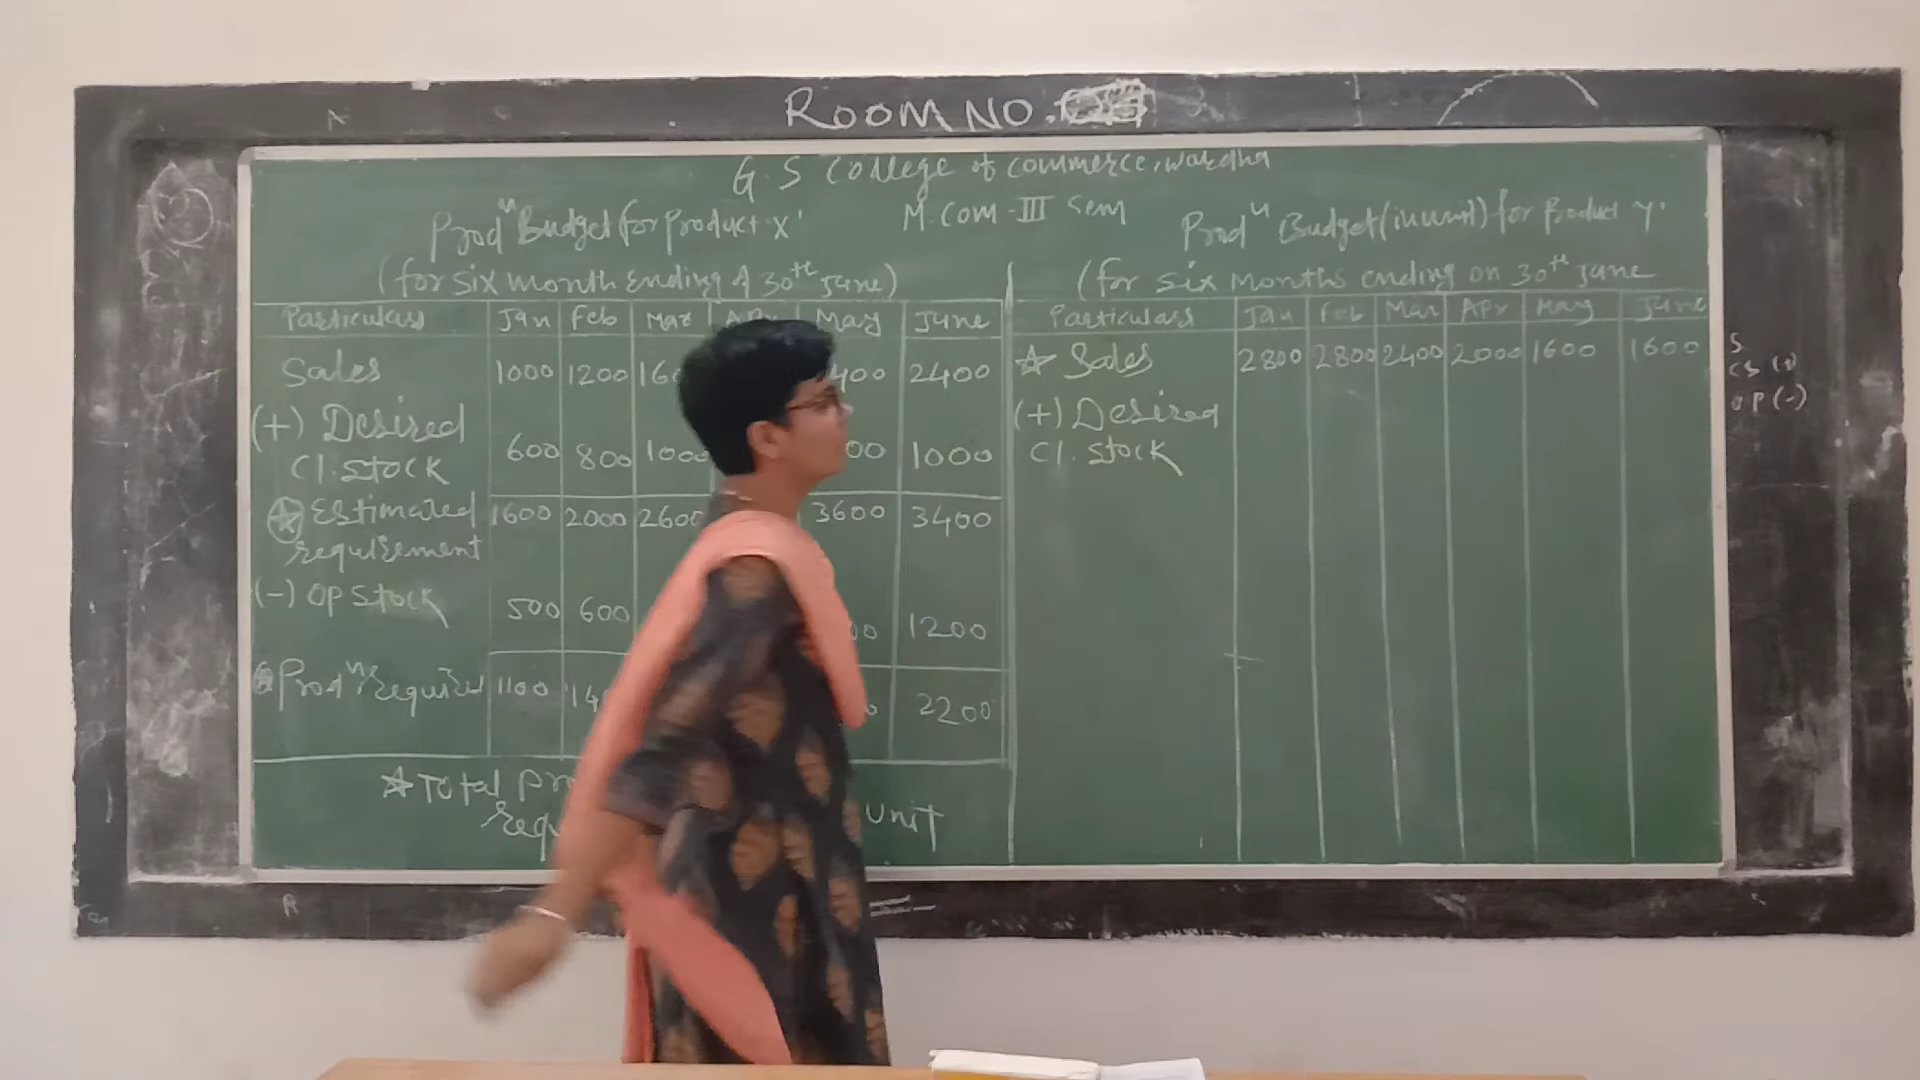 ROOM NO.
G.S College of commerce, wardha
M.Com-III Sem
Prodⁿ Budget for Product 'X'
(for six month Ending of 30th June)
Particulars Jan Feb Mar May June
Sales 1000 1200 2400
(+) Desired
Cl. Stock 600 800 1000 1000
Estimated 1600 2000 2600 3600 3400
requirement
(-) OP Stock 500 600 1200
Prodⁿ required 1100 2200
Total
unit
Prodⁿ Budget (in unit) for Product 'Y'
(for six Months ending on 30th June
Particulars Jan Feb Mar Apr May June
Sales 2800 2800 2400 2000 1600 1600
(+) Desired
Cl. Stock
S
CS (+)
OP (-)